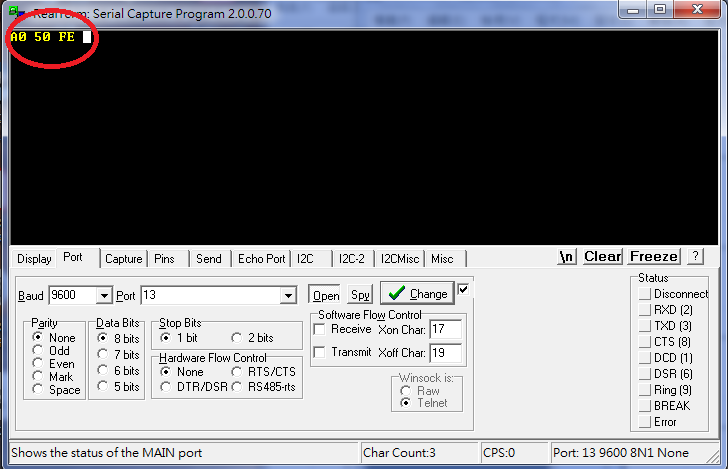 RealTerm: Serial Capture Program 2.0.0.70
A0 50 FE
Display Port Capture Pins Send Echo Port I2C I2C-2 I2CMisc Misc \n Clear Freeze ?
Baud 9600 Port 13 Open Spy Change
Parity
None
Odd
Even
Mark
Space
Data Bits
8 bits
7 bits
6 bits
5 bits
Stop Bits
1 bit 2 bits
Hardware Flow Control
None RTS/CTS
DTR/DSR RS485-rts
Software Flow Control
Receive Xon Char: 17
Transmit Xoff Char: 19
Winsock is:
Raw
Telnet
Status
Disconnect
RXD (2)
TXD (3)
CTS (8)
DCD (1)
DSR (6)
Ring (9)
BREAK
Error
Shows the status of the MAIN port Char Count:3 CPS:0 Port: 13 9600 8N1 None